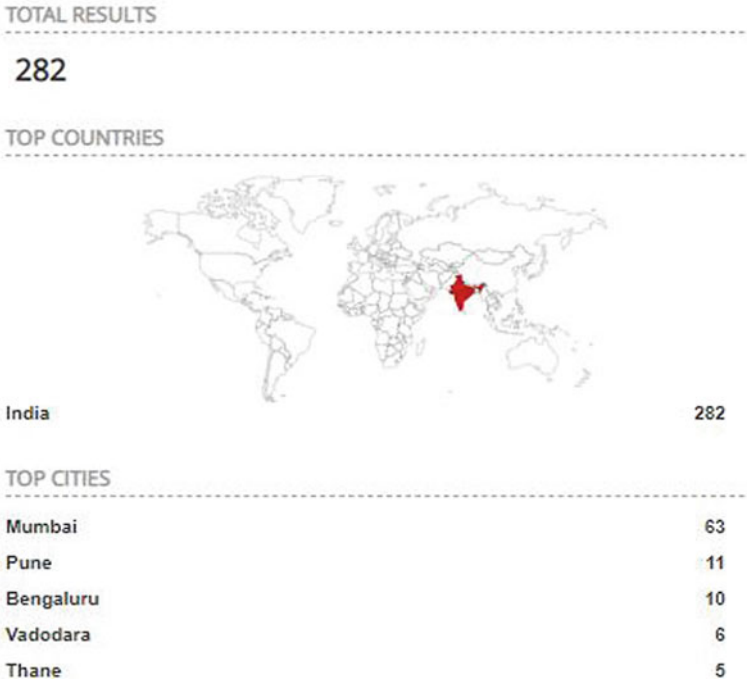 TOTAL RESULTS
282
TOP COUNTRIES
India 282
TOP CITIES
Mumbai 63
Pune 11
Bengaluru 10
Vadodara 6
Thane 5